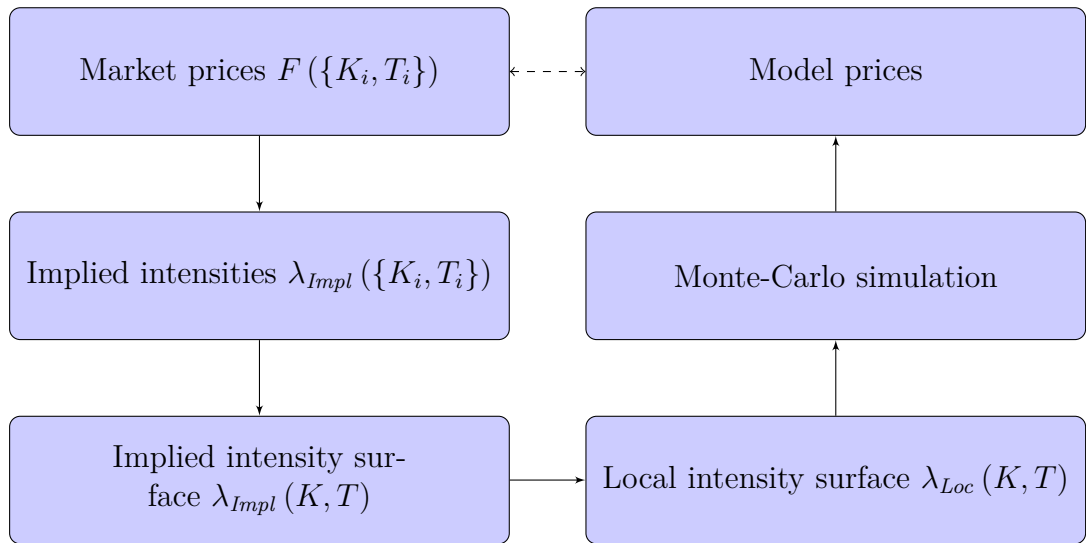 Market prices F ({K_i, T_i})
Model prices
Implied intensities λ_Impl ({K_i, T_i})
Monte-Carlo simulation
Implied intensity sur-
face λ_Impl (K, T)
Local intensity surface λ_Loc (K, T)